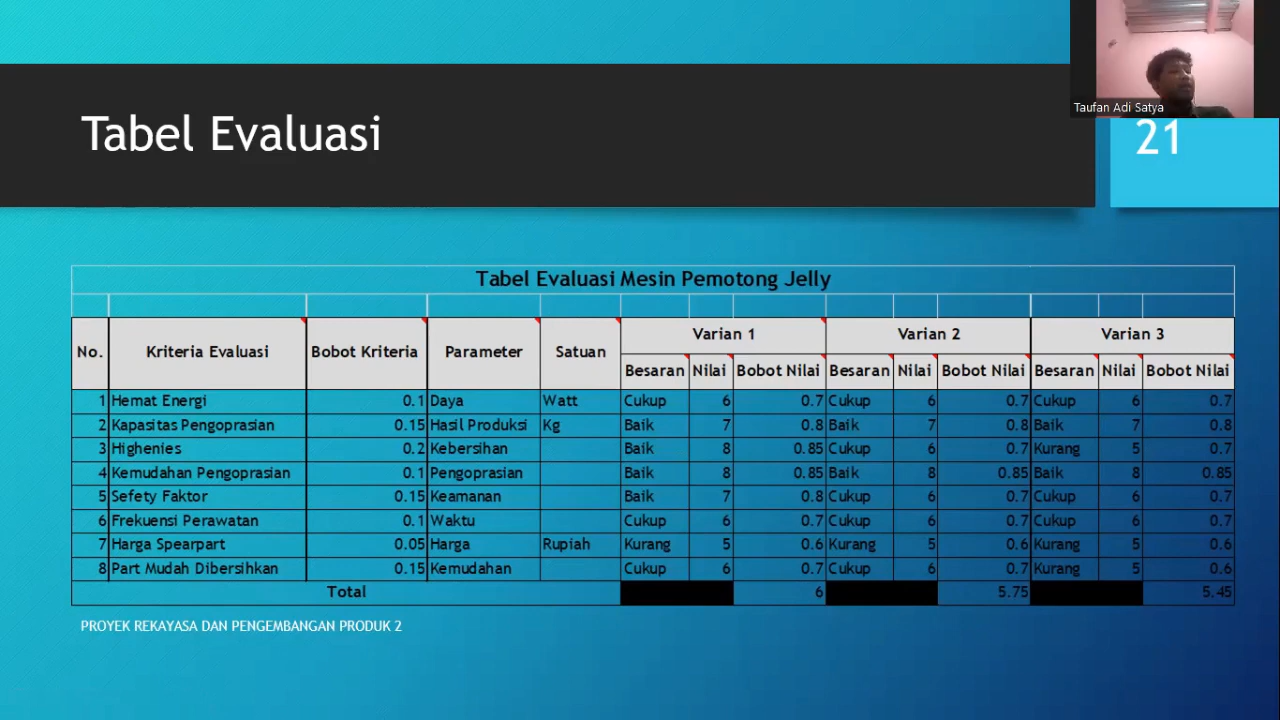 Taufan Adi Satya
Tabel Evaluasi
21
Tabel Evaluasi Mesin Pemotong Jelly
No. Kriteria Evaluasi Bobot Kriteria Parameter Satuan Varian 1 Varian 2 Varian 3
Besaran Nilai Bobot Nilai Besaran Nilai Bobot Nilai Besaran Nilai Bobot Nilai
1 Hemat Energi 0.1 Daya Watt Cukup 6 0.7 Cukup 6 0.7 Cukup 6 0.7
2 Kapasitas Pengoprasian 0.15 Hasil Produksi Kg Baik 7 0.8 Baik 7 0.8 Baik 7 0.8
3 Highenies 0.2 Kebersihan Baik 8 0.85 Cukup 6 0.7 Kurang 5 0.7
4 Kemudahan Pengoprasian 0.1 Pengoprasian Baik 8 0.85 Baik 8 0.85 Baik 8 0.85
5 Sefety Faktor 0.15 Keamanan Baik 7 0.8 Cukup 6 0.7 Cukup 6 0.7
6 Frekuensi Perawatan 0.1 Waktu Cukup 6 0.7 Cukup 6 0.7 Cukup 6 0.7
7 Harga Spearpart 0.05 Harga Rupiah Kurang 5 0.6 Kurang 5 0.6 Kurang 5 0.6
8 Part Mudah Dibersihkan 0.15 Kemudahan Cukup 6 0.7 Cukup 6 0.7 Kurang 5 0.6
Total 6 5.75 5.45
PROYEK REKAYASA DAN PENGEMBANGAN PRODUK 2